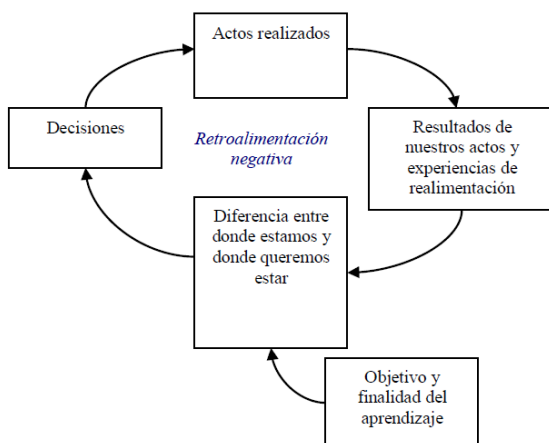 Actos realizados
Decisiones
Retroalimentación
negativa
Resultados de
nuestros actos y
experiencias de
realimentación
Diferencia entre
donde estamos y
donde queremos
estar
Objetivo y
finalidad del
aprendizaje